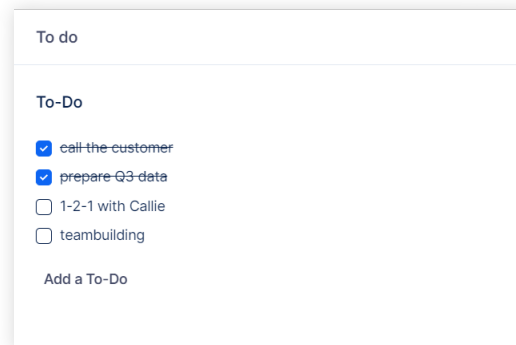 To do
To-Do
call the customer
prepare Q3 data
1-2-1 with Callie
teambuilding
Add a To-Do